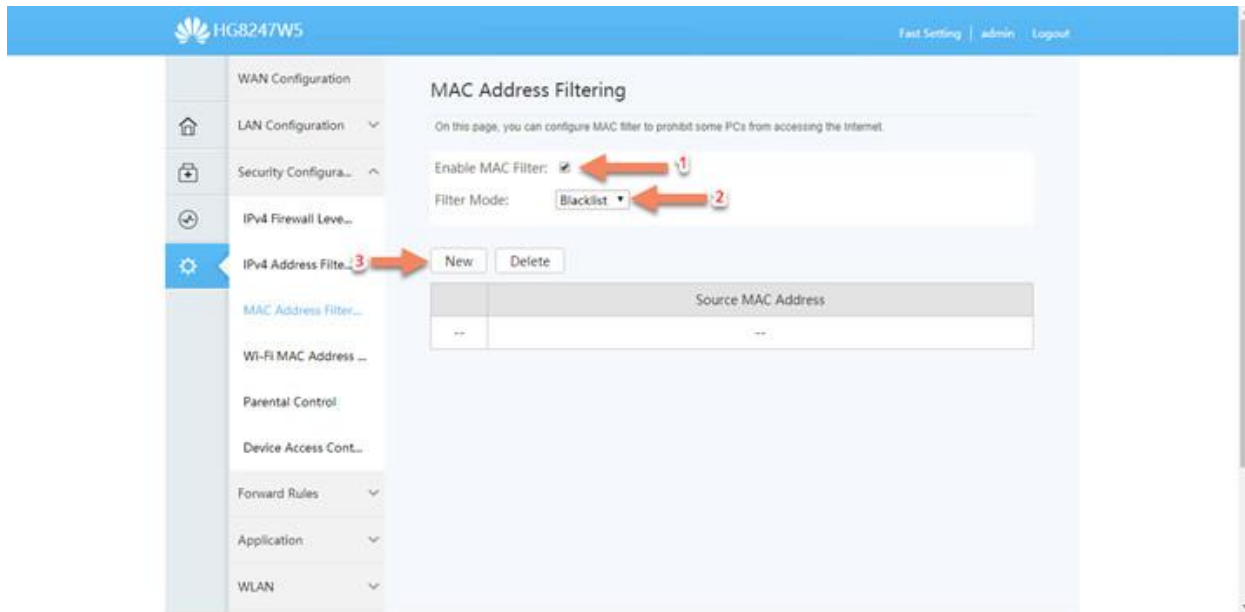 HG8247W5
Fast Setting | admin Logout
WAN Configuration
LAN Configuration
Security Configura...
IPv4 Firewall Leve...
IPv4 Address Filte...
MAC Address Filter...
Wi-Fi MAC Address ...
Parental Control
Device Access Cont...
Forward Rules
Application
WLAN
MAC Address Filtering
On this page, you can configure MAC filter to prohibit some PCs from accessing the Internet.
Enable MAC Filter: 1
Filter Mode: Blacklist 2
3 New Delete
Source MAC Address
-- --